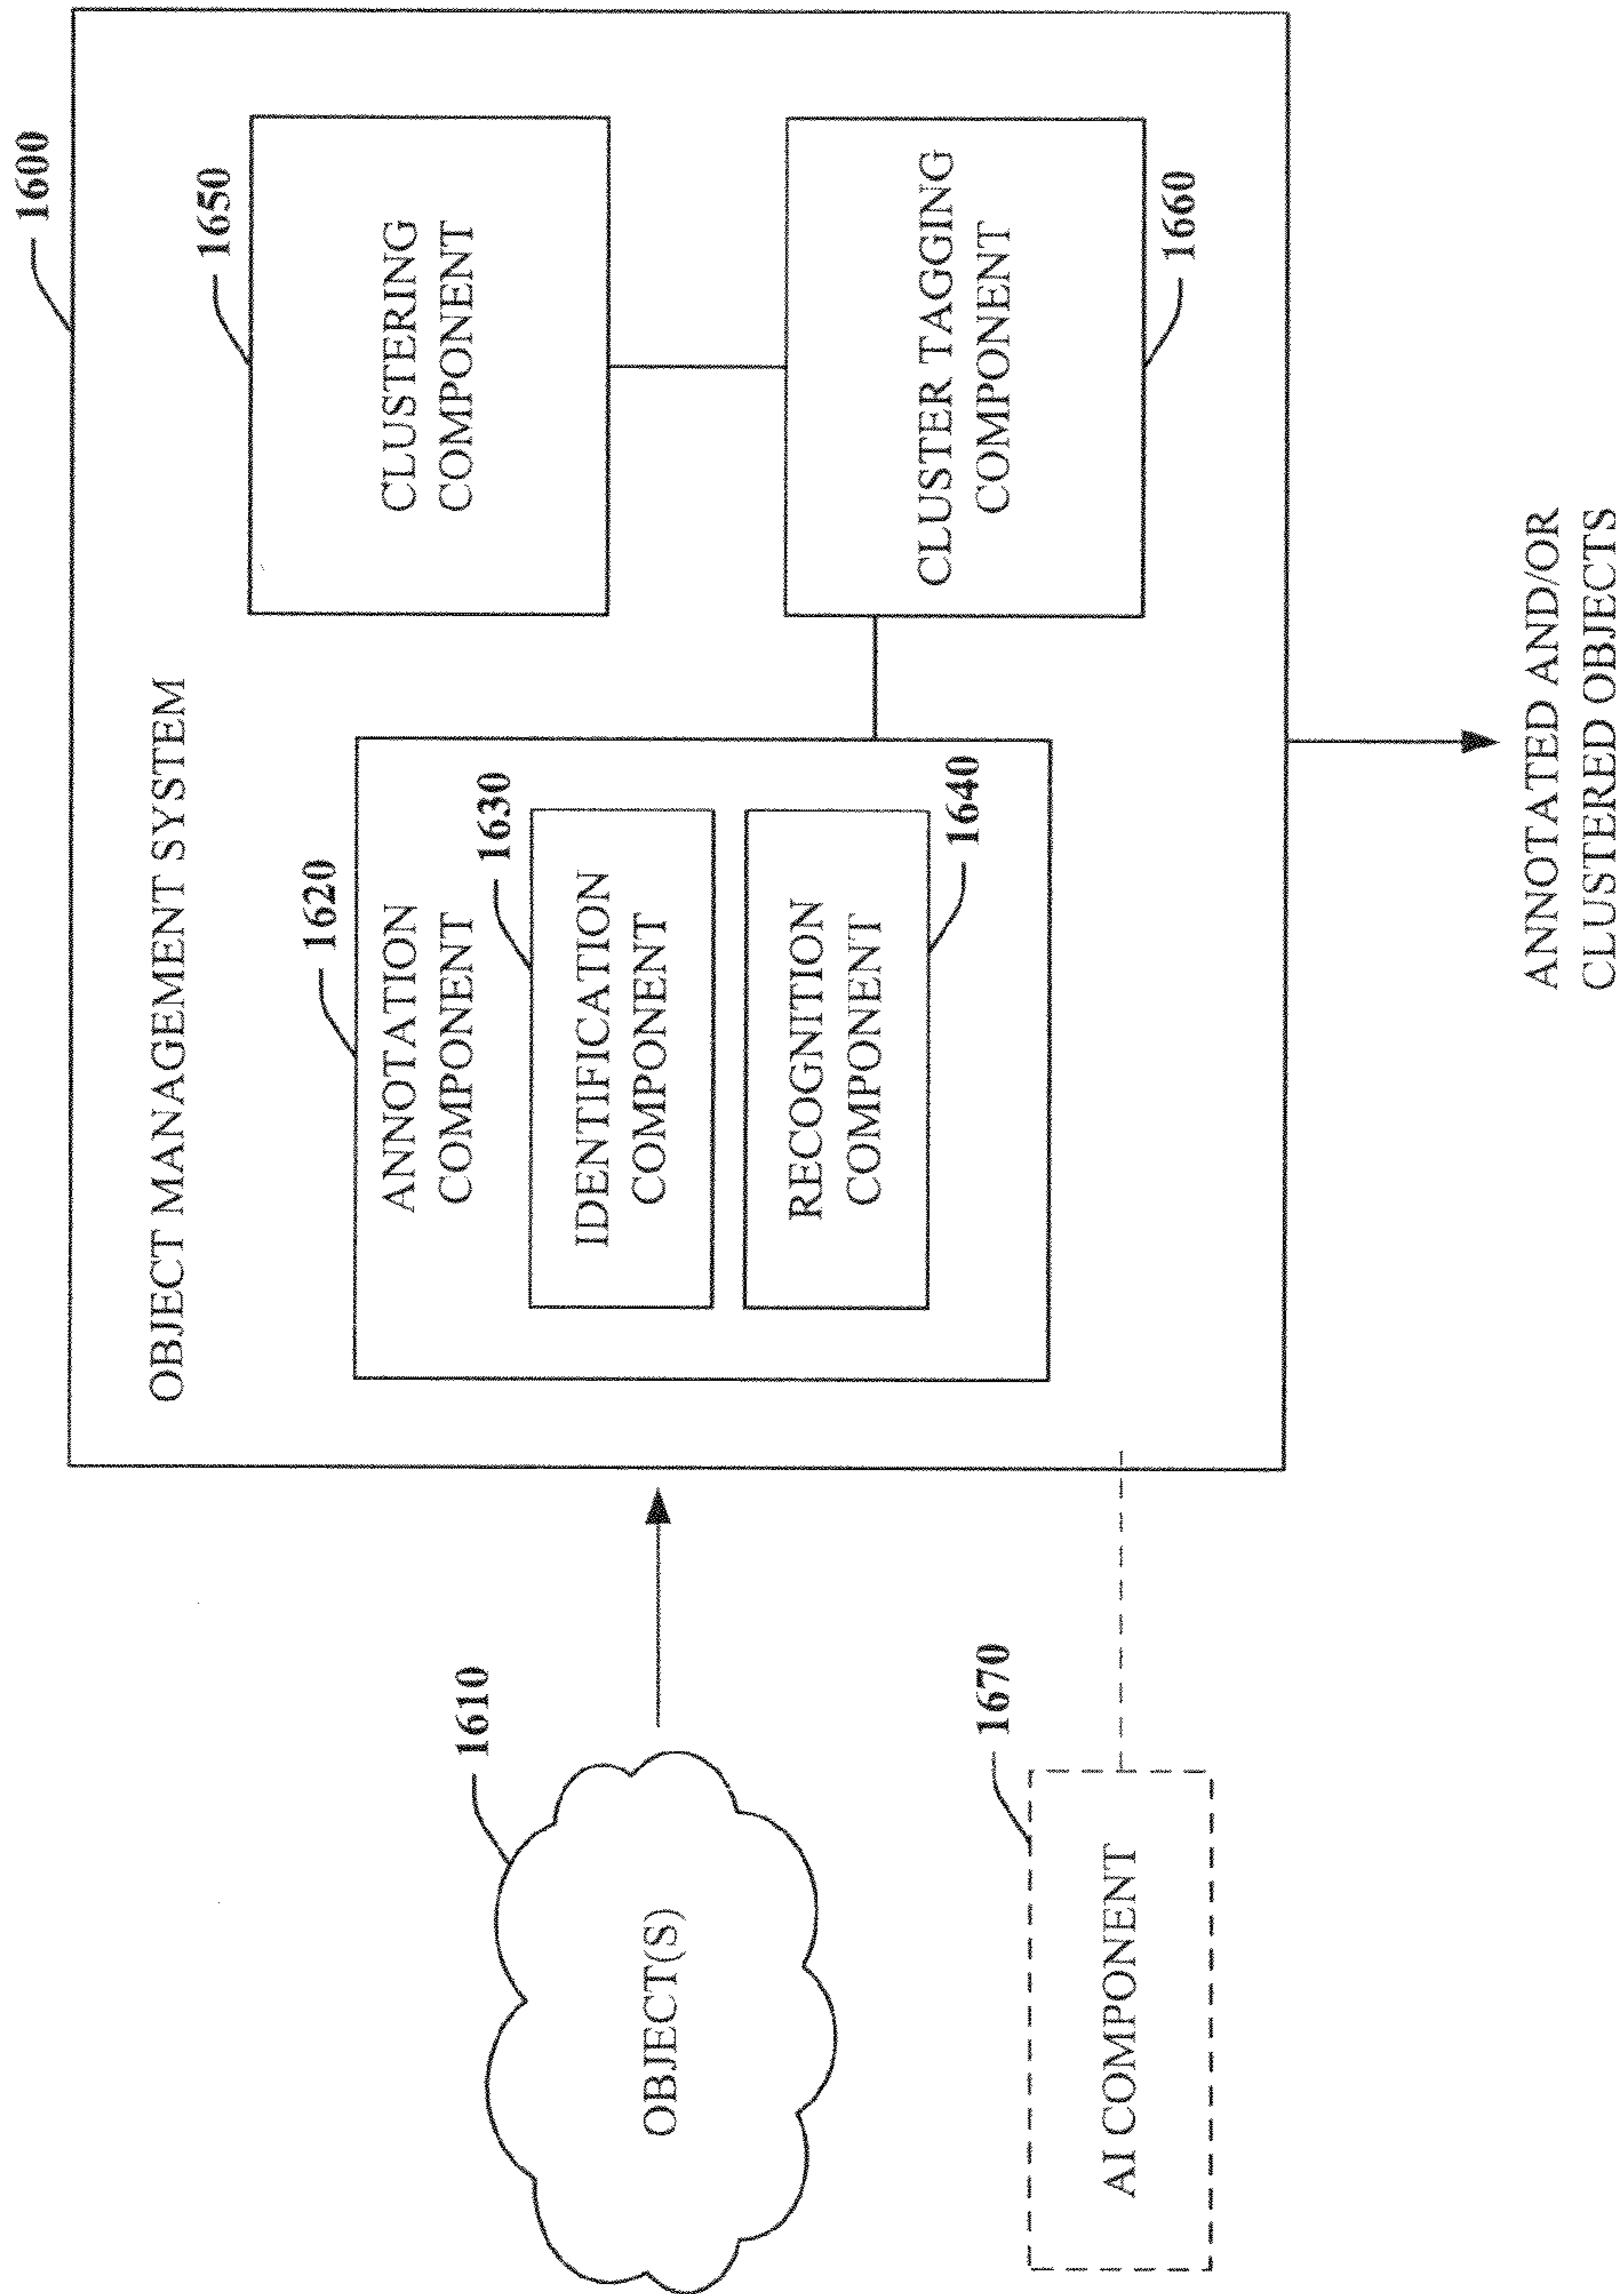 1600
OBJECT MANAGEMENT SYSTEM
1620
ANNOTATION
COMPONENT
1630
IDENTIFICATION
COMPONENT
RECOGNITION
COMPONENT
1640
1650
CLUSTERING
COMPONENT
CLUSTER TAGGING
COMPONENT
1660
1610
OBJECT(S)
1670
AI COMPONENT
ANNOTATED AND/OR
CLUSTERED OBJECTS